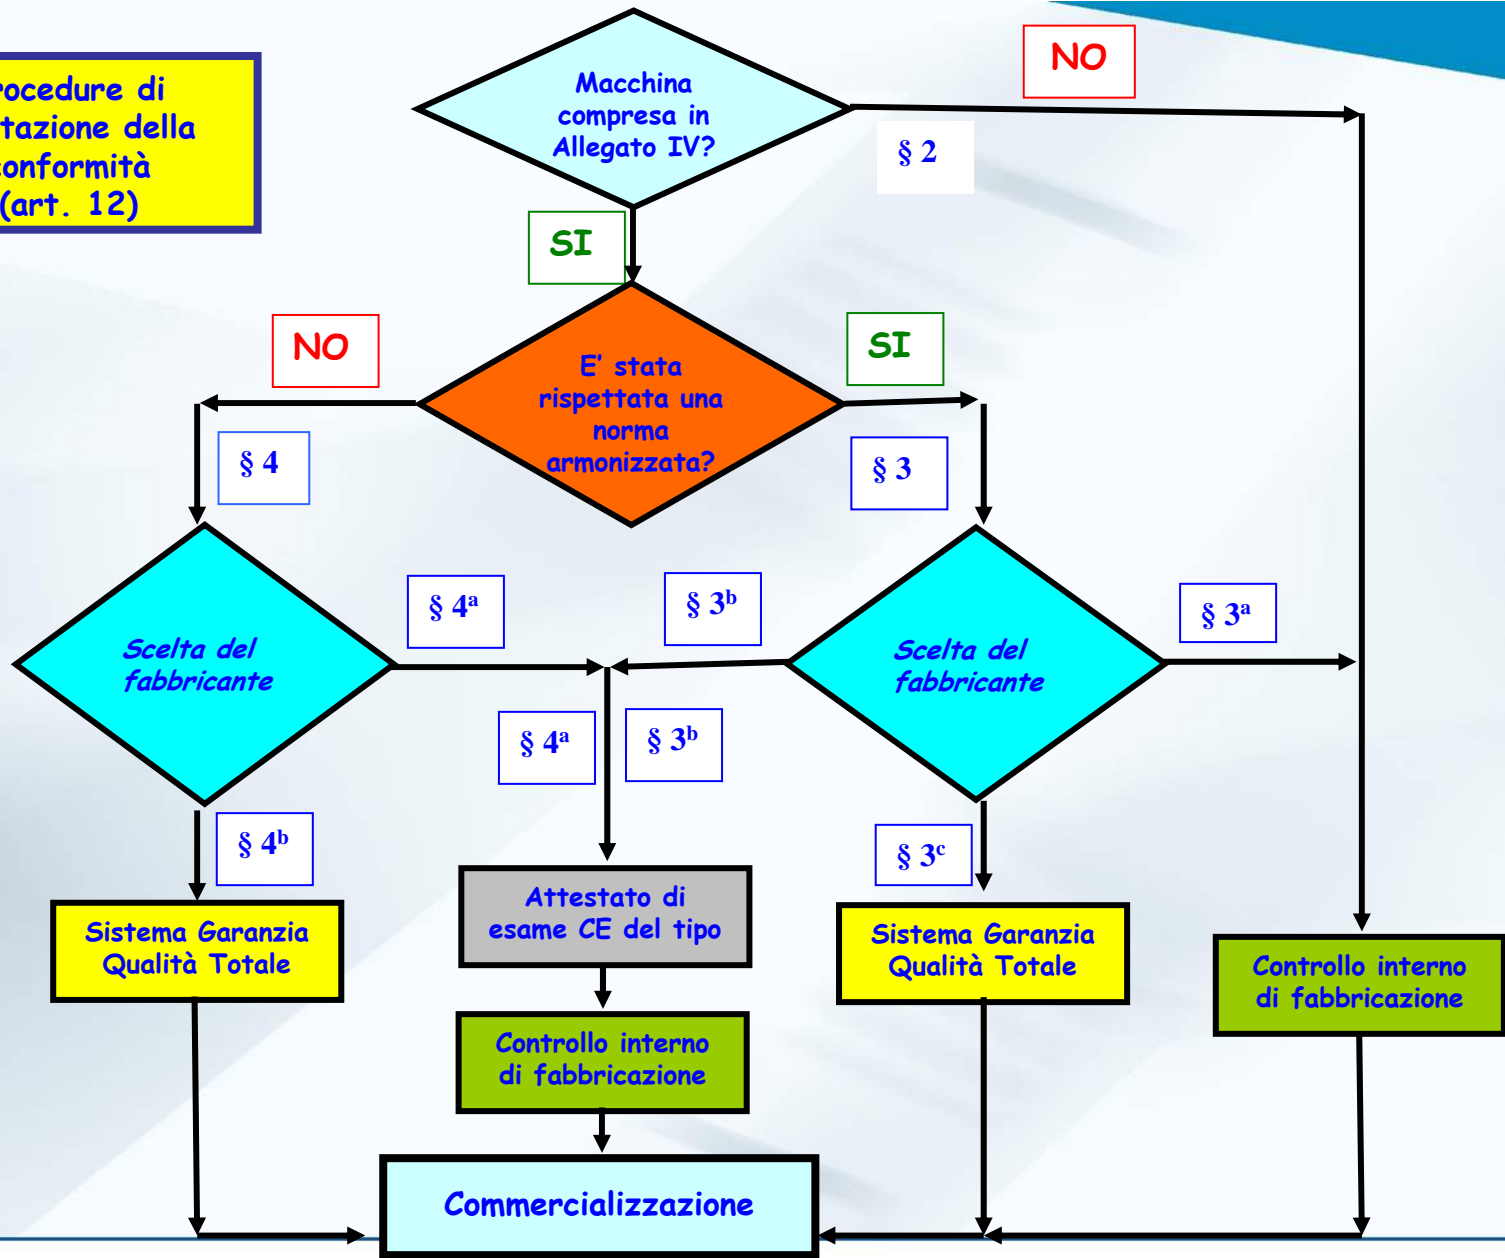 Macchina
compresa in
Allegato IV?
NO
rocedure di
tazione della
onformità
(art. 12)
§ 2
SI
NO
SI
E' stata
rispettata una
norma
armonizzata?
§ 4
§ 3
§ 4a
§ 3b
§ 3a
Scelta del
fabbricante
Scelta del
fabbricante
§ 4a
§ 3b
§ 4b
§ 3c
Sistema Garanzia
Qualità Totale
Attestato di
esame CE del tipo
Sistema Garanzia
Qualità Totale
Controllo interno
di fabbricazione
Controllo interno
di fabbricazione
Commercializzazione